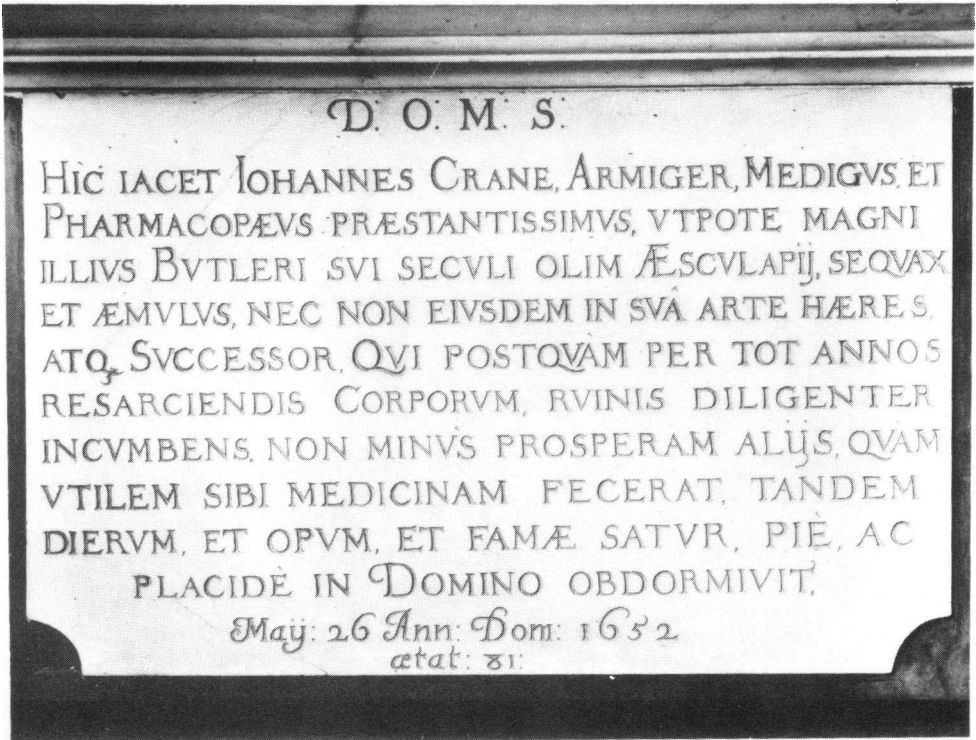 D. O. M. S.
HÌC IACET IOHANNES CRANE, ARMIGER, MEDIGVS, ET
PHARMACOPÆVS PRÆSTANTISSIMVS, VTPOTE MAGNI
ILLIVS BVTLERI SVI SECVLI OLIM ÆSCVLAPIJ, SEQVAX
ET ÆMVLVS, NEC NON EIVSDEM IN SVÂ ARTE HÆRES,
ATQ; SVCCESSOR, QVI POSTQVÀM PER TOT ANNOS
RESARCIENDIS CORPORVM, RVINIS DILIGENTER
INCVMBENS, NON MINVS PROSPERAM ALIJS, QVAM
VTILEM SIBI MEDICINAM FECERAT, TANDEM
DIERVM, ET OPVM, ET FAMÆ SATVR, PIÈ, AC
PLACIDÈ IN DOMINO OBDORMIVIT,
Maij: 26 Ann: Dom: 1652
ætat: 81: